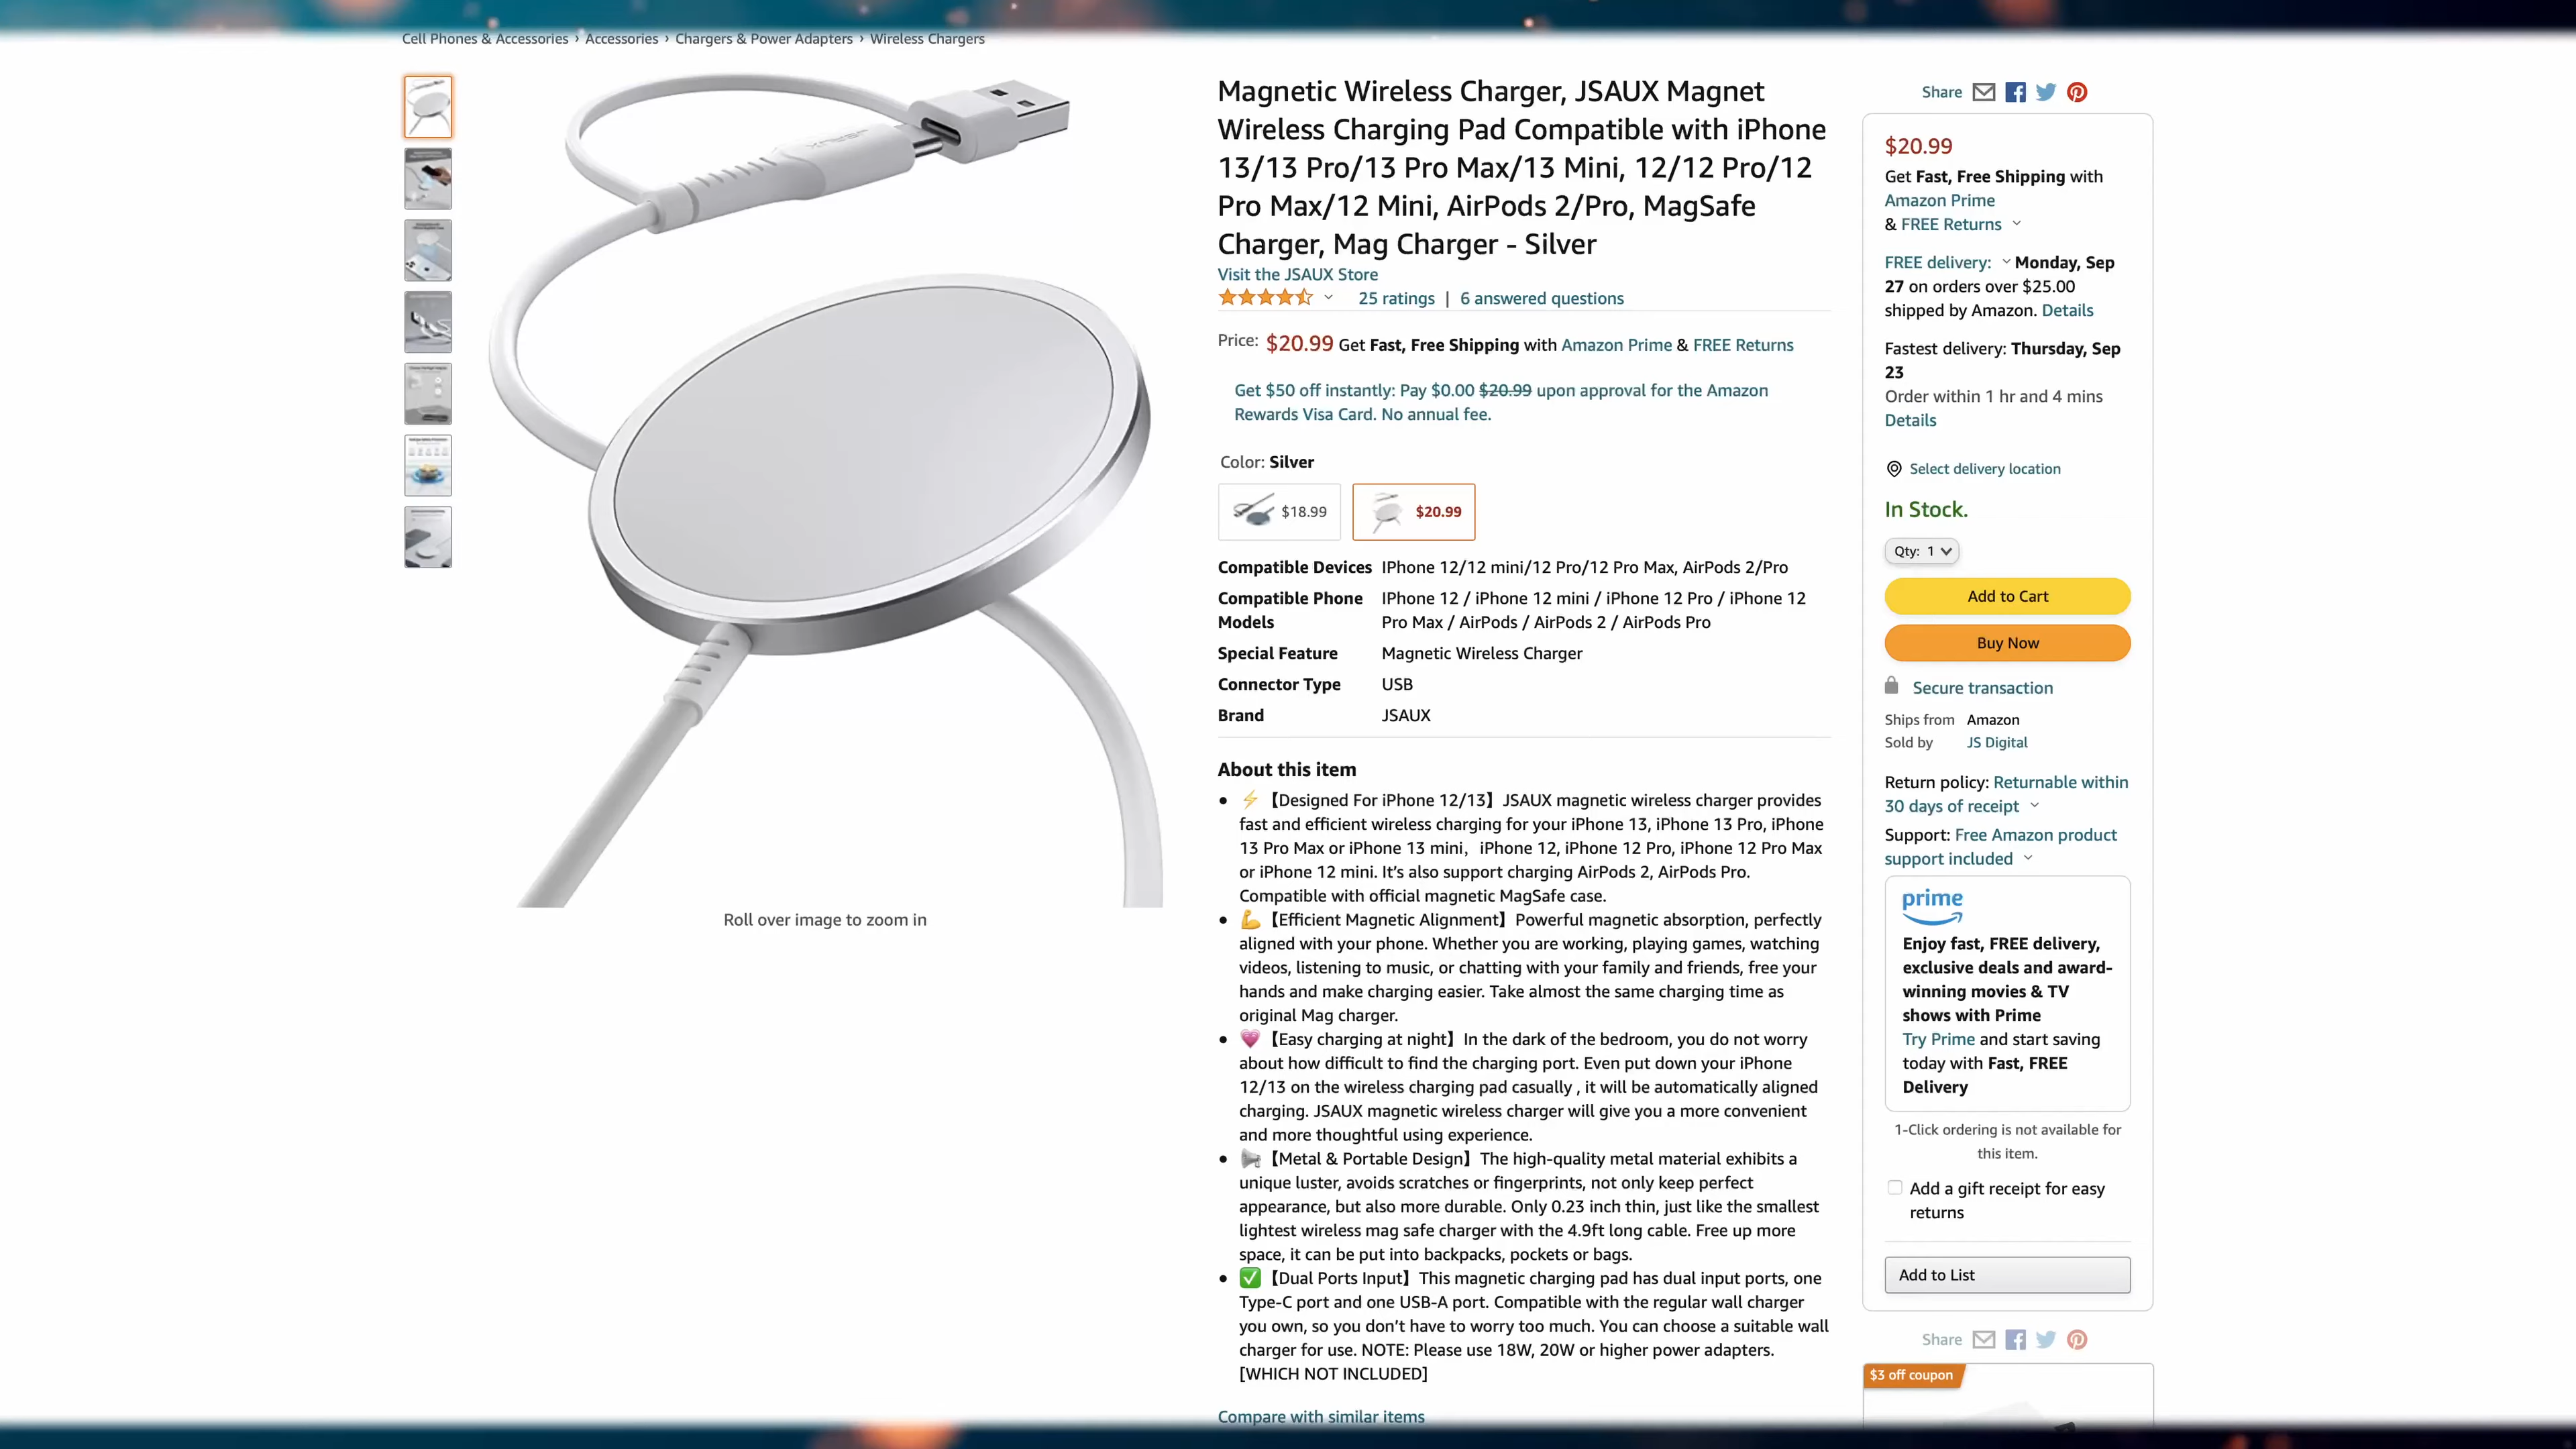 Cell Phones & Accessories › Accessories › Chargers & Power Adapters › Wireless Chargers
Roll over image to zoom in
Magnetic Wireless Charger, JSAUX Magnet
Wireless Charging Pad Compatible with iPhone
13/13 Pro/13 Pro Max/13 Mini, 12/12 Pro/12
Pro Max/12 Mini, AirPods 2/Pro, MagSafe
Charger, Mag Charger - Silver
Visit the JSAUX Store
25 ratings | 6 answered questions
Price: $20.99 Get Fast, Free Shipping with Amazon Prime & FREE Returns
Get $50 off instantly: Pay $0.00 $20.99 upon approval for the Amazon
Rewards Visa Card. No annual fee.
Color: Silver
$18.99 $20.99
Compatible Devices IPhone 12/12 mini/12 Pro/12 Pro Max, AirPods 2/Pro
Compatible Phone IPhone 12 / iPhone 12 mini / iPhone 12 Pro / iPhone 12
Models Pro Max / AirPods / AirPods 2 / AirPods Pro
Special Feature Magnetic Wireless Charger
Connector Type USB
Brand JSAUX
About this item
• ⚡【Designed For iPhone 12/13】JSAUX magnetic wireless charger provides
fast and efficient wireless charging for your iPhone 13, iPhone 13 Pro, iPhone
13 Pro Max or iPhone 13 mini，iPhone 12, iPhone 12 Pro, iPhone 12 Pro Max
or iPhone 12 mini. It’s also support charging AirPods 2, AirPods Pro.
Compatible with official magnetic MagSafe case.
• 💪【Efficient Magnetic Alignment】Powerful magnetic absorption, perfectly
aligned with your phone. Whether you are working, playing games, watching
videos, listening to music, or chatting with your family and friends, free your
hands and make charging easier. Take almost the same charging time as
original Mag charger.
• 💗【Easy charging at night】In the dark of the bedroom, you do not worry
about how difficult to find the charging port. Even put down your iPhone
12/13 on the wireless charging pad casually , it will be automatically aligned
charging. JSAUX magnetic wireless charger will give you a more convenient
and more thoughtful using experience.
• 📢【Metal & Portable Design】The high-quality metal material exhibits a
unique luster, avoids scratches or fingerprints, not only keep perfect
appearance, but also more durable. Only 0.23 inch thin, just like the smallest
lightest wireless mag safe charger with the 4.9ft long cable. Free up more
space, it can be put into backpacks, pockets or bags.
• ✅【Dual Ports Input】This magnetic charging pad has dual input ports, one
Type-C port and one USB-A port. Compatible with the regular wall charger
you own, so you don’t have to worry too much. You can choose a suitable wall
charger for use. NOTE: Please use 18W, 20W or higher power adapters.
[WHICH NOT INCLUDED]
Compare with similar items
Share
$20.99
Get Fast, Free Shipping with
Amazon Prime
& FREE Returns
FREE delivery: Monday, Sep
27 on orders over $25.00
shipped by Amazon. Details
Fastest delivery: Thursday, Sep
23
Order within 1 hr and 4 mins
Details
Select delivery location
In Stock.
Qty: 1
Add to Cart
Buy Now
Secure transaction
Ships from Amazon
Sold by JS Digital
Return policy: Returnable within
30 days of receipt
Support: Free Amazon product
support included
prime
Enjoy fast, FREE delivery,
exclusive deals and award-
winning movies & TV
shows with Prime
Try Prime and start saving
today with Fast, FREE
Delivery
1-Click ordering is not available for
this item.
Add a gift receipt for easy
returns
Add to List
Share
$3 off coupon